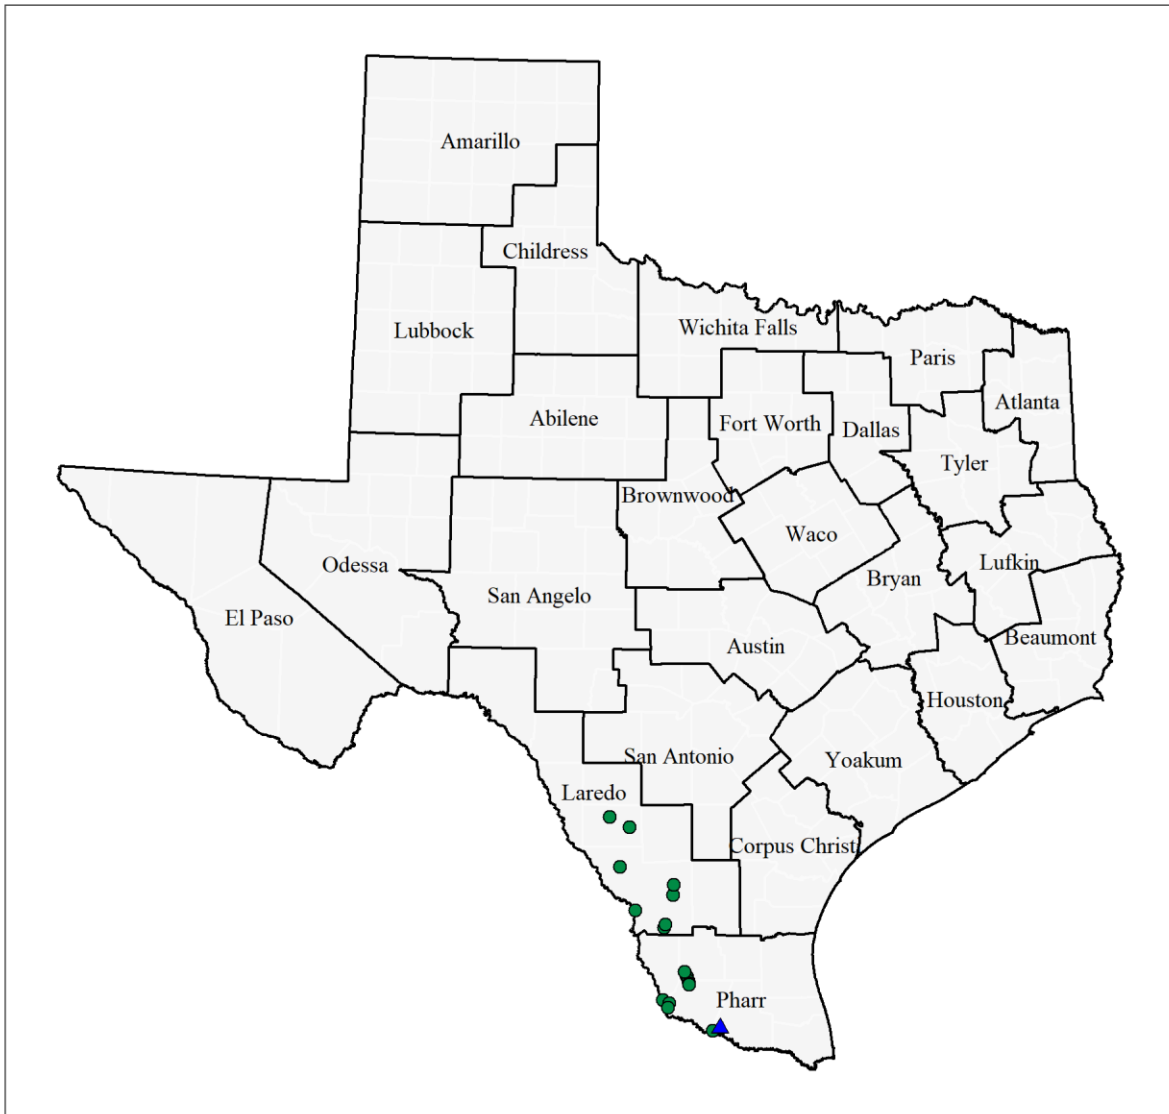 Amarillo
Childress
Lubbock
Wichita Falls
Paris
Atlanta
Abilene
Fort Worth
Dallas
Tyler
Brownwood
Waco
Odessa
San Angelo
Bryan
Lufkin
El Paso
Austin
Beaumont
Houston
San Antonio
Yoakum
Laredo
Corpus Christ
Pharr